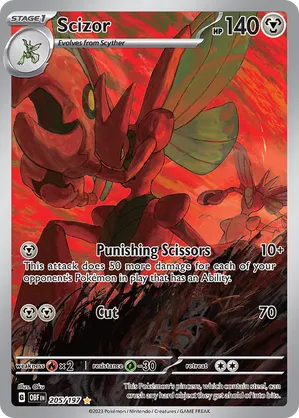 STAGE 1
Scizor
HP 140
Evolves from Scyther
Punishing Scissors 10+
This attack does 50 more damage for each of your
opponent's Pokémon in play that has an Ability.
Cut 70
weakness ×2 resistance -30 retreat
Illus. Oku
G OBF EN 205/197
This Pokémon's pincers, which contain steel, can
crush any hard object they get ahold of into bits.
©2023 Pokémon / Nintendo / Creatures / GAME FREAK